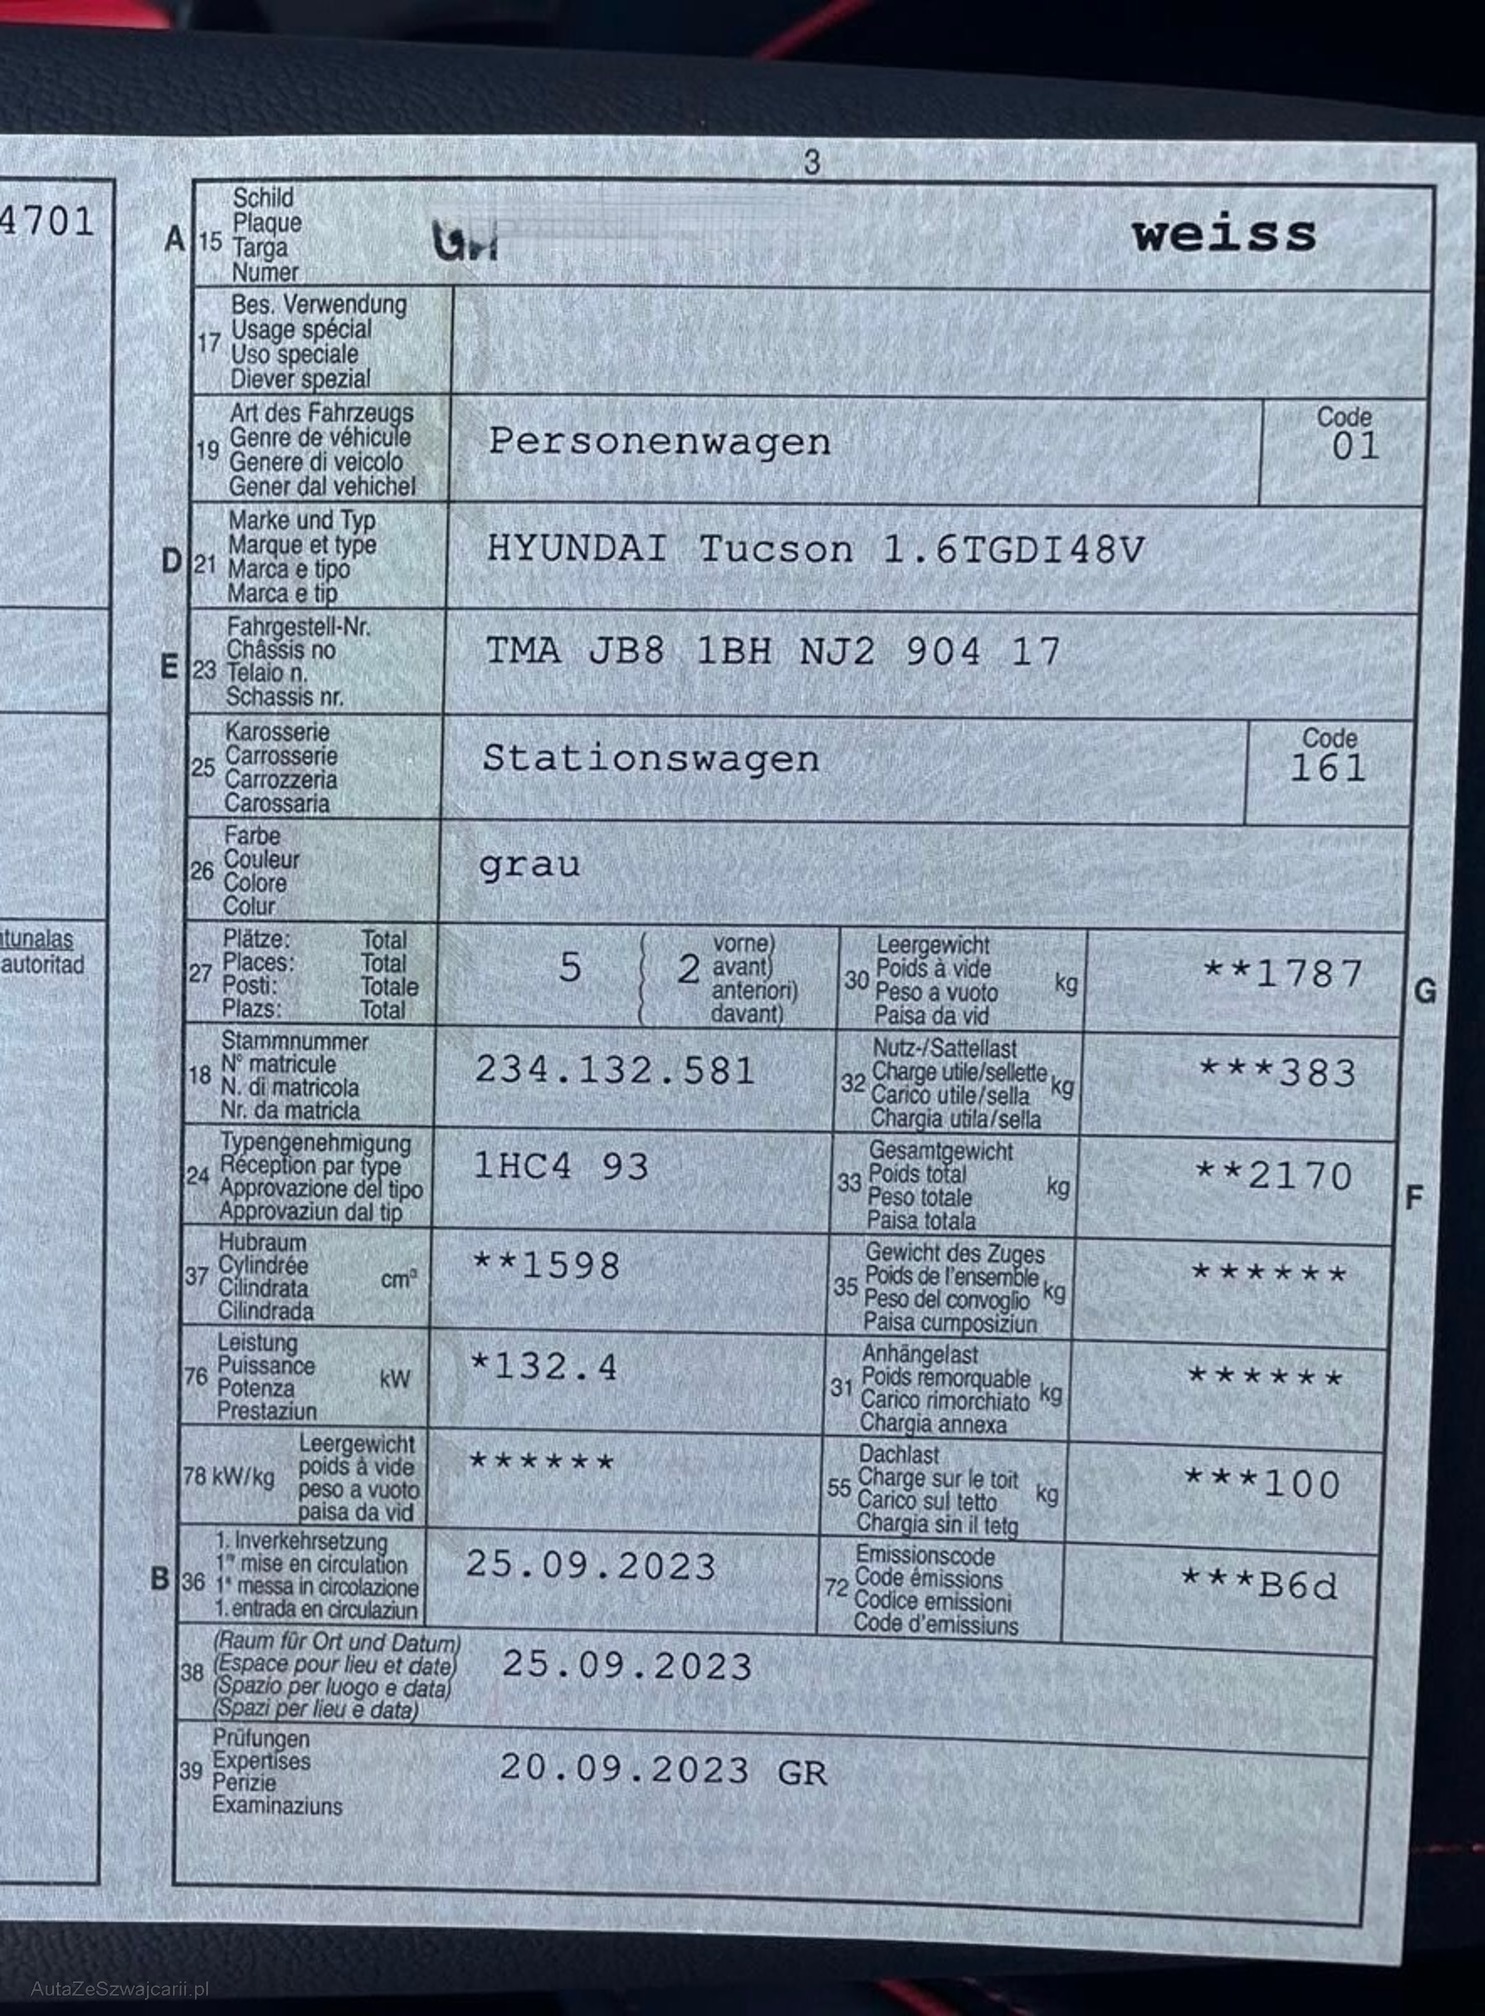 3
4701
A 15 Schild
Plaque
Targa
Numer
weiss
17 Bes. Verwendung
Usage spécial
Uso speciale
Diever spezial
19 Art des Fahrzeugs
Genre de véhicule
Genere di veicolo
Gener dal vehichel
Personenwagen
Code
01
D 21 Marke und Typ
Marque et type
Marca e tipo
Marca e tip
HYUNDAI Tucson 1.6TGDI48V
E 23 Fahrgestell-Nr.
Châssis no
Telaio n.
Schassis nr.
TMA JB8 1BH NJ2 904 17
25 Karosserie
Carrosserie
Carrozzeria
Carossaria
Stationswagen
Code
161
26 Farbe
Couleur
Colore
Colur
grau
tunalas
autoritad
27 Plätze: Total
Places: Total
Posti: Totale
Plazs: Total
5 ( 2 vorne)
avant)
anteriori)
davant)
30 Leergewicht
Poids à vide
Peso a vuoto
Paisa da vid
kg
**1787
G
18 Stammnummer
N° matricule
N. di matricola
Nr. da matricla
234.132.581
32 Nutz-/Sattellast
Charge utile/sellette
Carico utile/sella
Chargia utila/sella
kg
***383
24 Typengenehmigung
Réception par type
Approvazione del tipo
Approvaziun dal tip
1HC4 93
33 Gesamtgewicht
Poids total
Peso totale
Paisa totala
kg
**2170
F
37 Hubraum
Cylindrée
Cilindrata
Cilindrada
cm³
**1598
35 Gewicht des Zuges
Poids de l'ensemble
Peso del convoglio
Paisa cumposiziun
kg
******
76 Leistung
Puissance
Potenza
Prestaziun
kW
*132.4
31 Anhängelast
Poids remorquable
Carico rimorchiato
Chargia annexa
kg
******
78 kW/kg Leergewicht
poids à vide
peso a vuoto
paisa da vid
******
55 Dachlast
Charge sur le toit
Carico sul tetto
Chargia sin il tetg
kg
***100
B 36 1. Inverkehrsetzung
1re mise en circulation
1a messa in circolazione
1. entrada en circulaziun
25.09.2023
72 Emissionscode
Code émissions
Codice emissioni
Code d'emissiuns
***B6d
38 (Raum für Ort und Datum)
(Espace pour lieu et date)
(Spazio per luogo e data)
(Spazi per lieu e data)
25.09.2023
39 Prüfungen
Expertises
Perizie
Examinaziuns
20.09.2023 GR
AutaZeSzwajcarii.pl